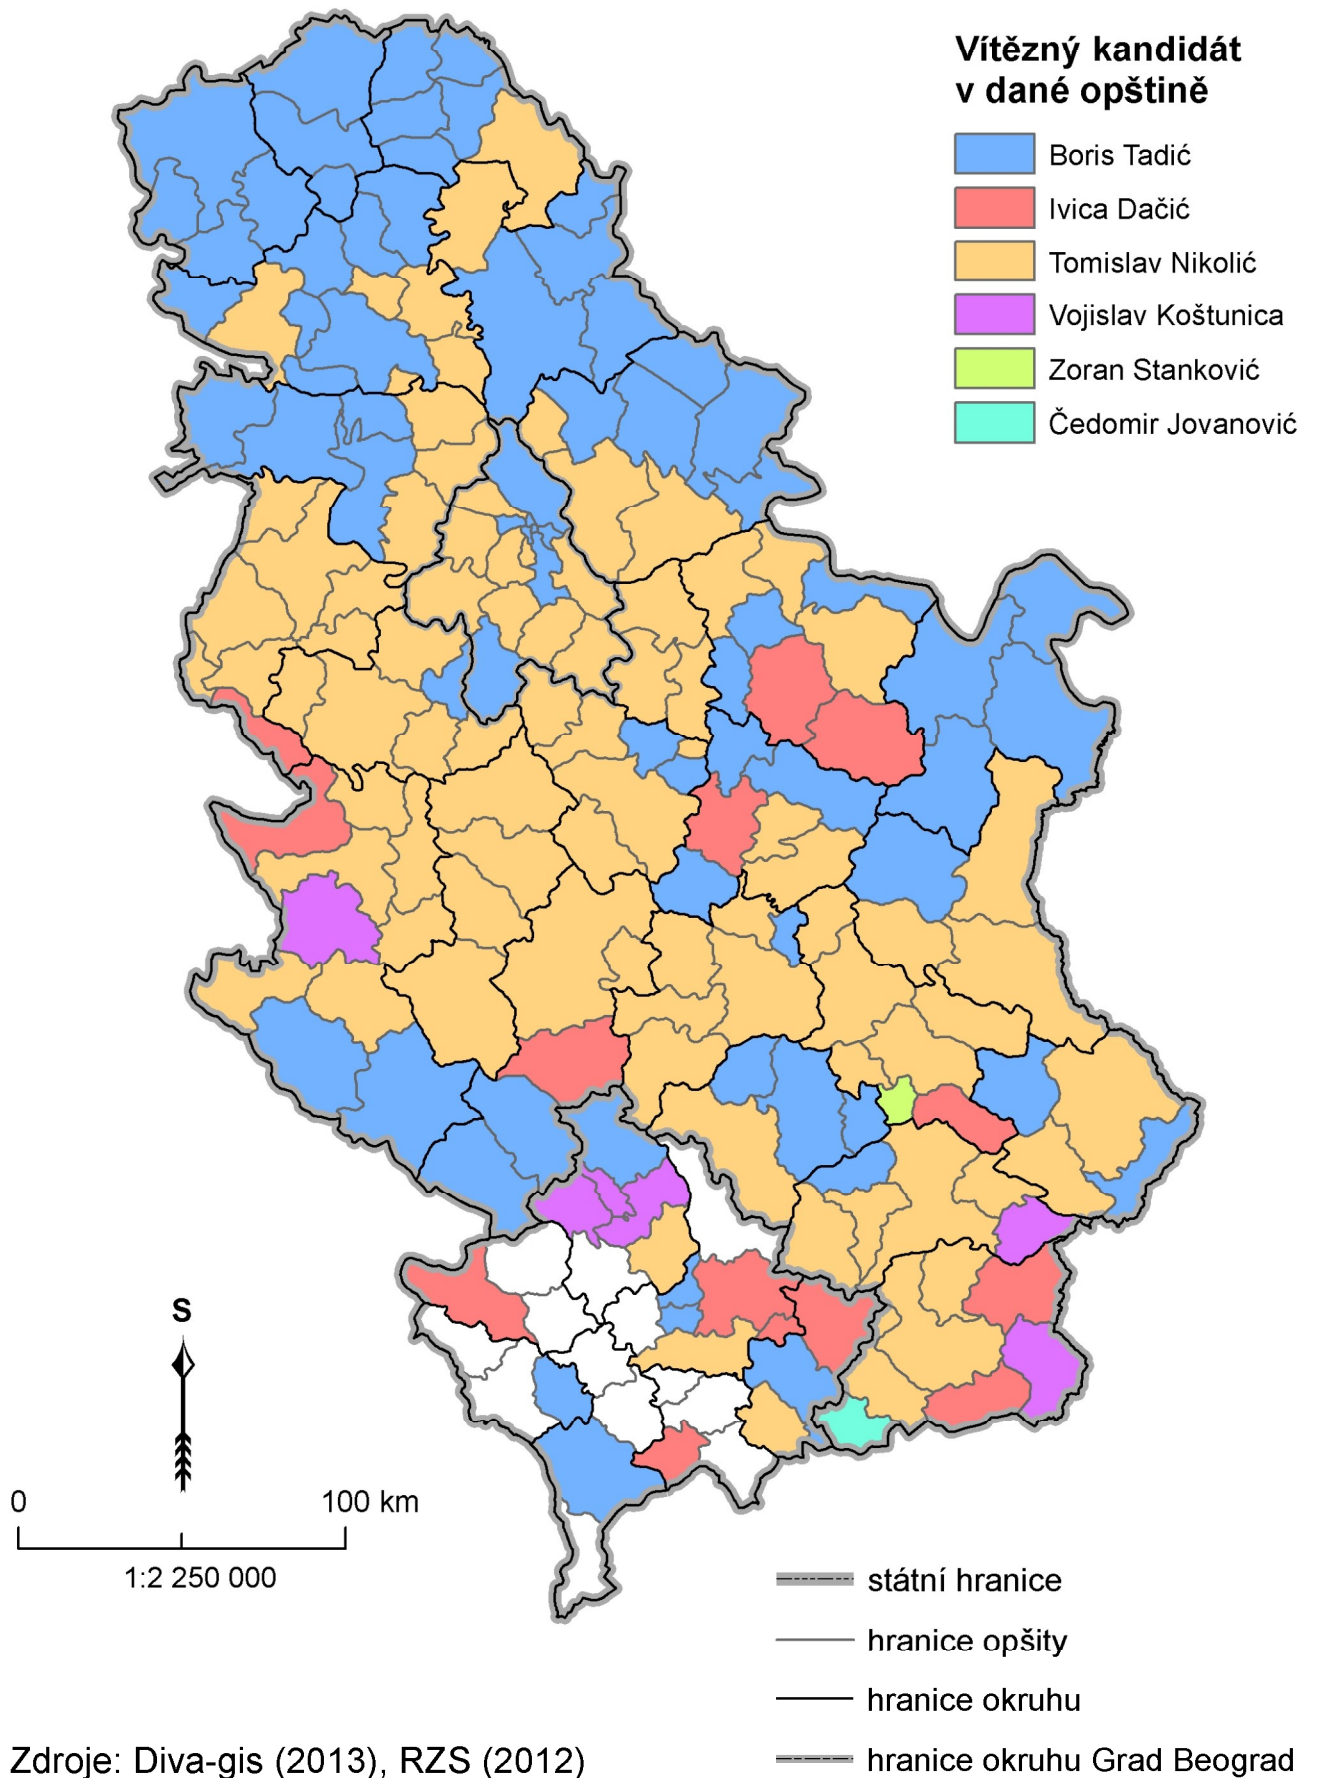 Vítězný kandidát
v dané opštině
Boris Tadić
Ivica Dačić
Tomislav Nikolić
Vojislav Koštunica
Zoran Stanković
Čedomir Jovanović
S
0 100 km
1:2 250 000
státní hranice
hranice opšity
hranice okruhu
hranice okruhu Grad Beograd
Zdroje: Diva-gis (2013), RZS (2012)